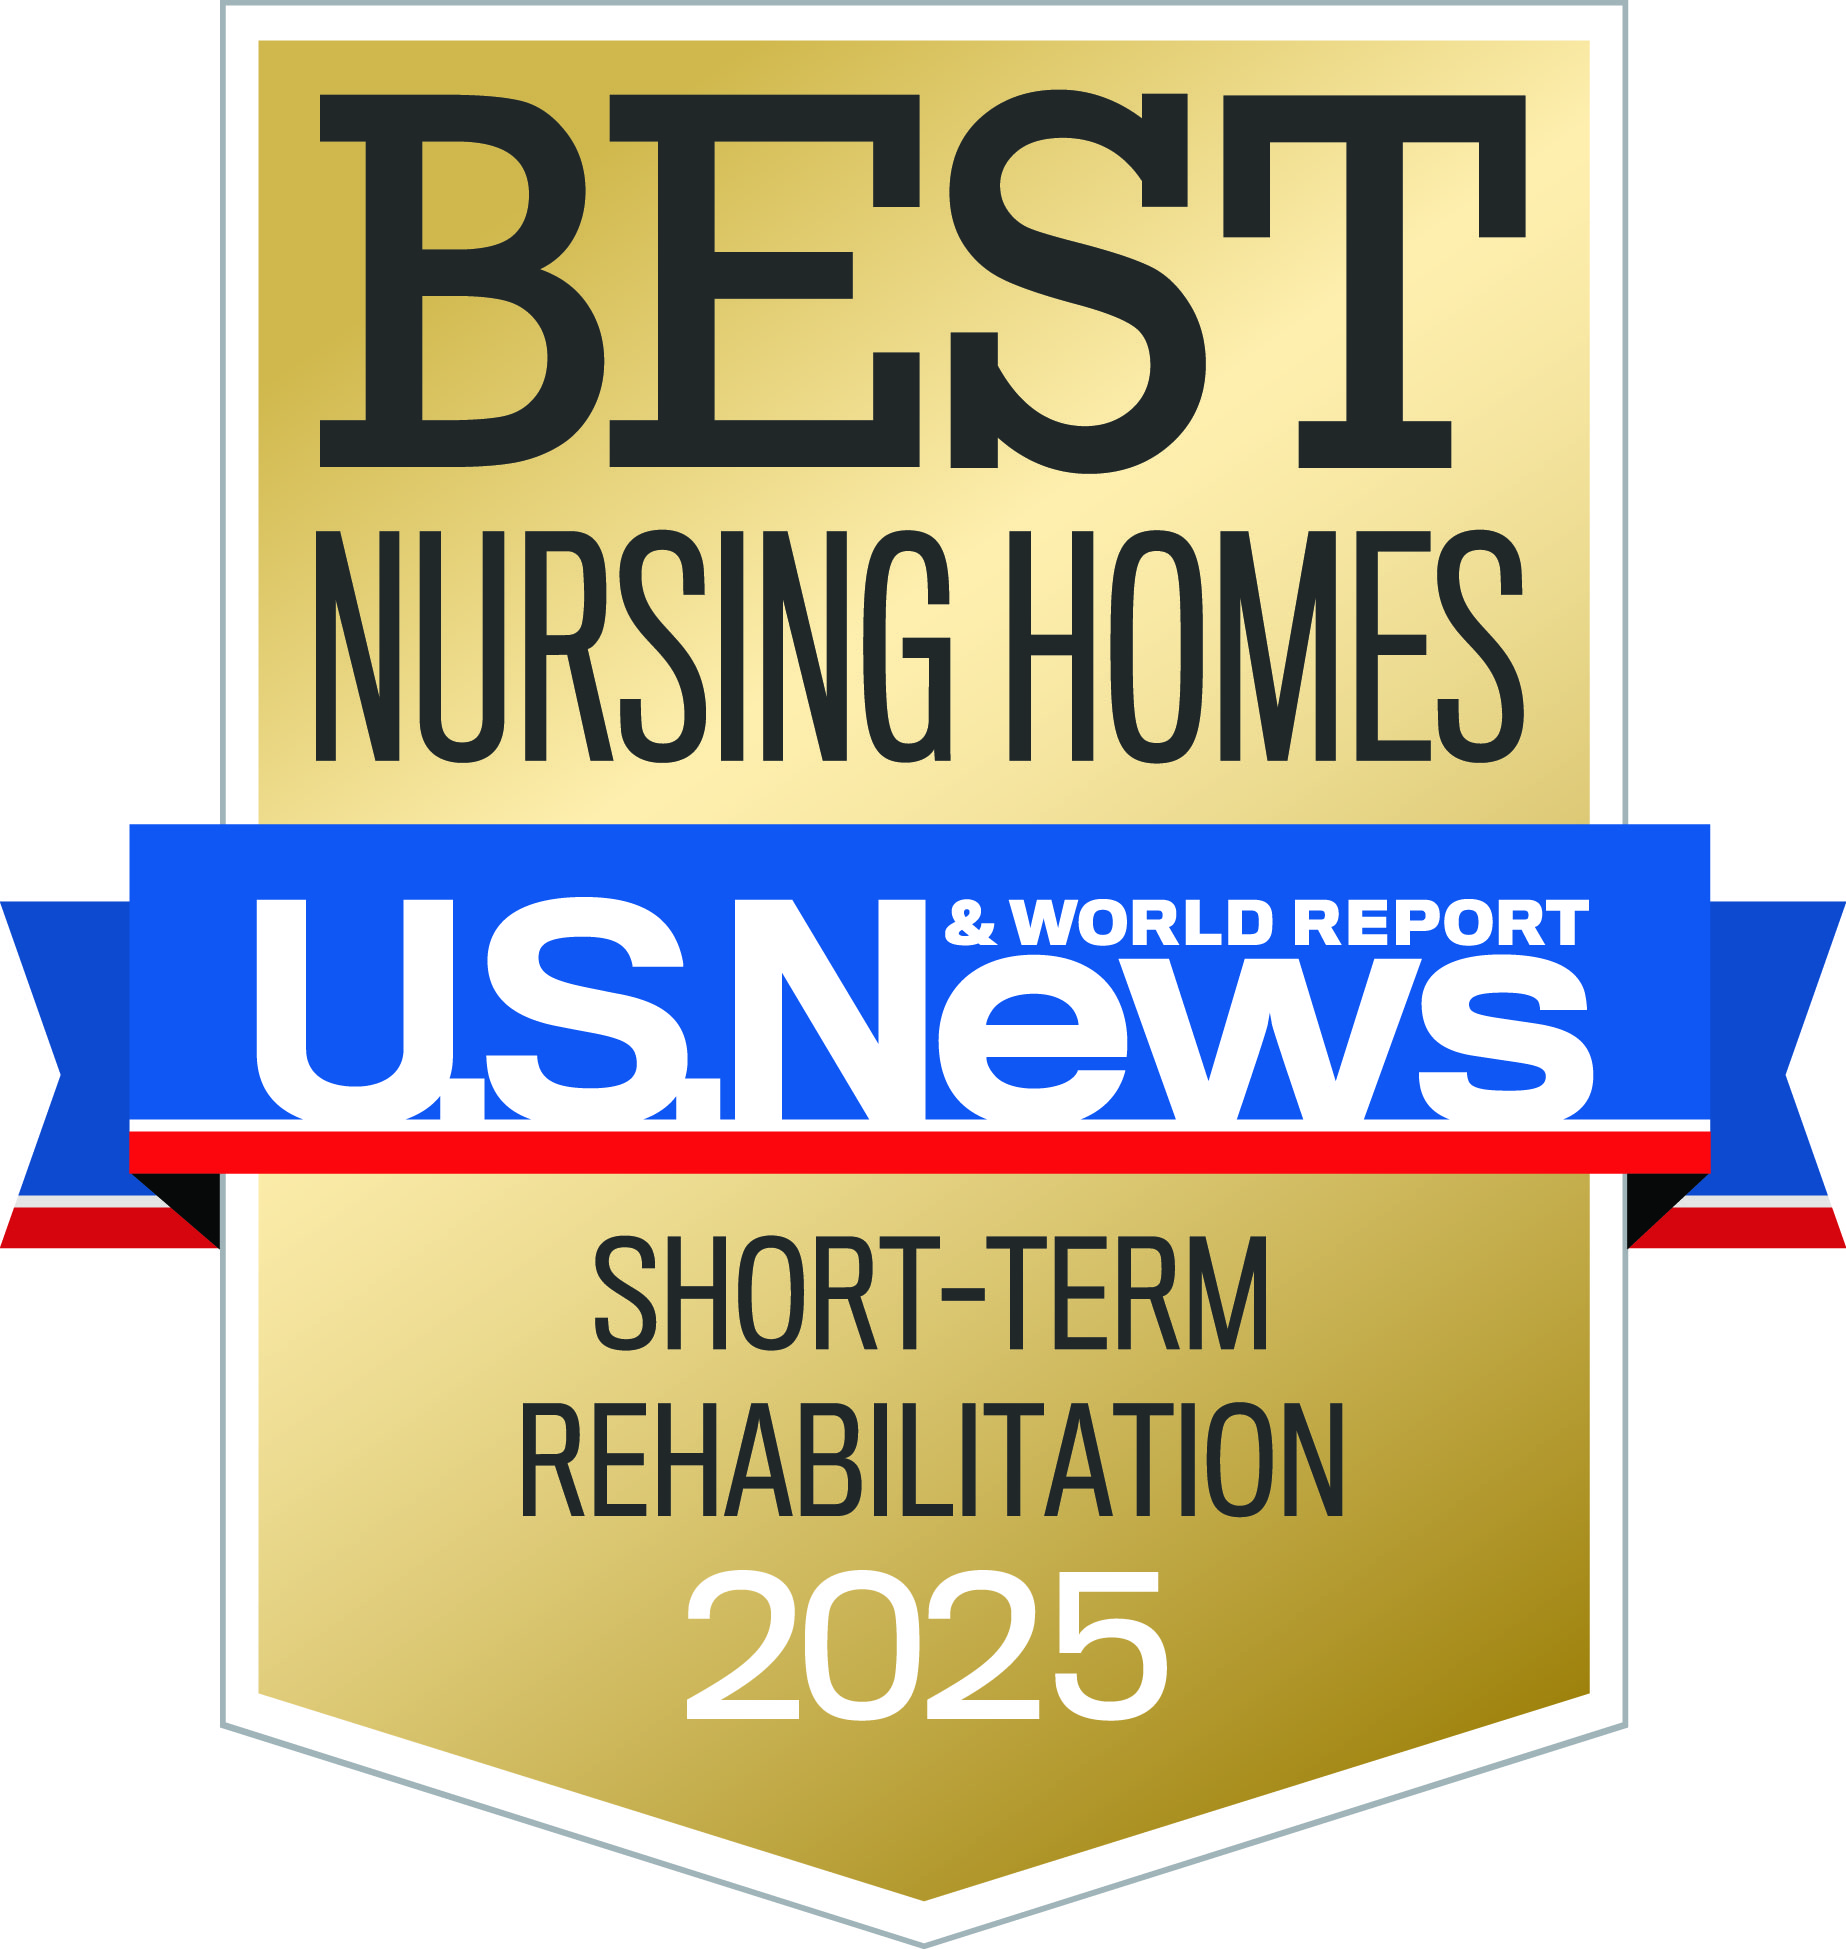 BEST
NURSING HOMES
U.S.News & WORLD REPORT
SHORT-TERM
REHABILITATION
2025